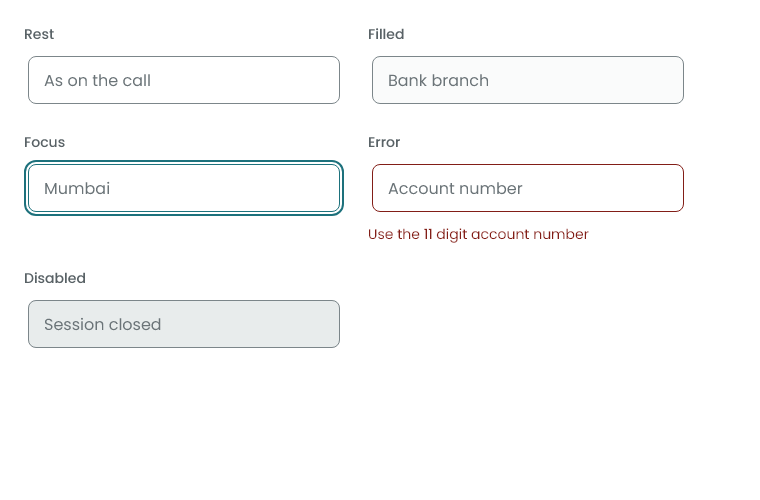 Rest
Filled
As on the call
Bank branch
Focus
Error
Mumbai
Account number
Use the 11 digit account number
Disabled
Session closed